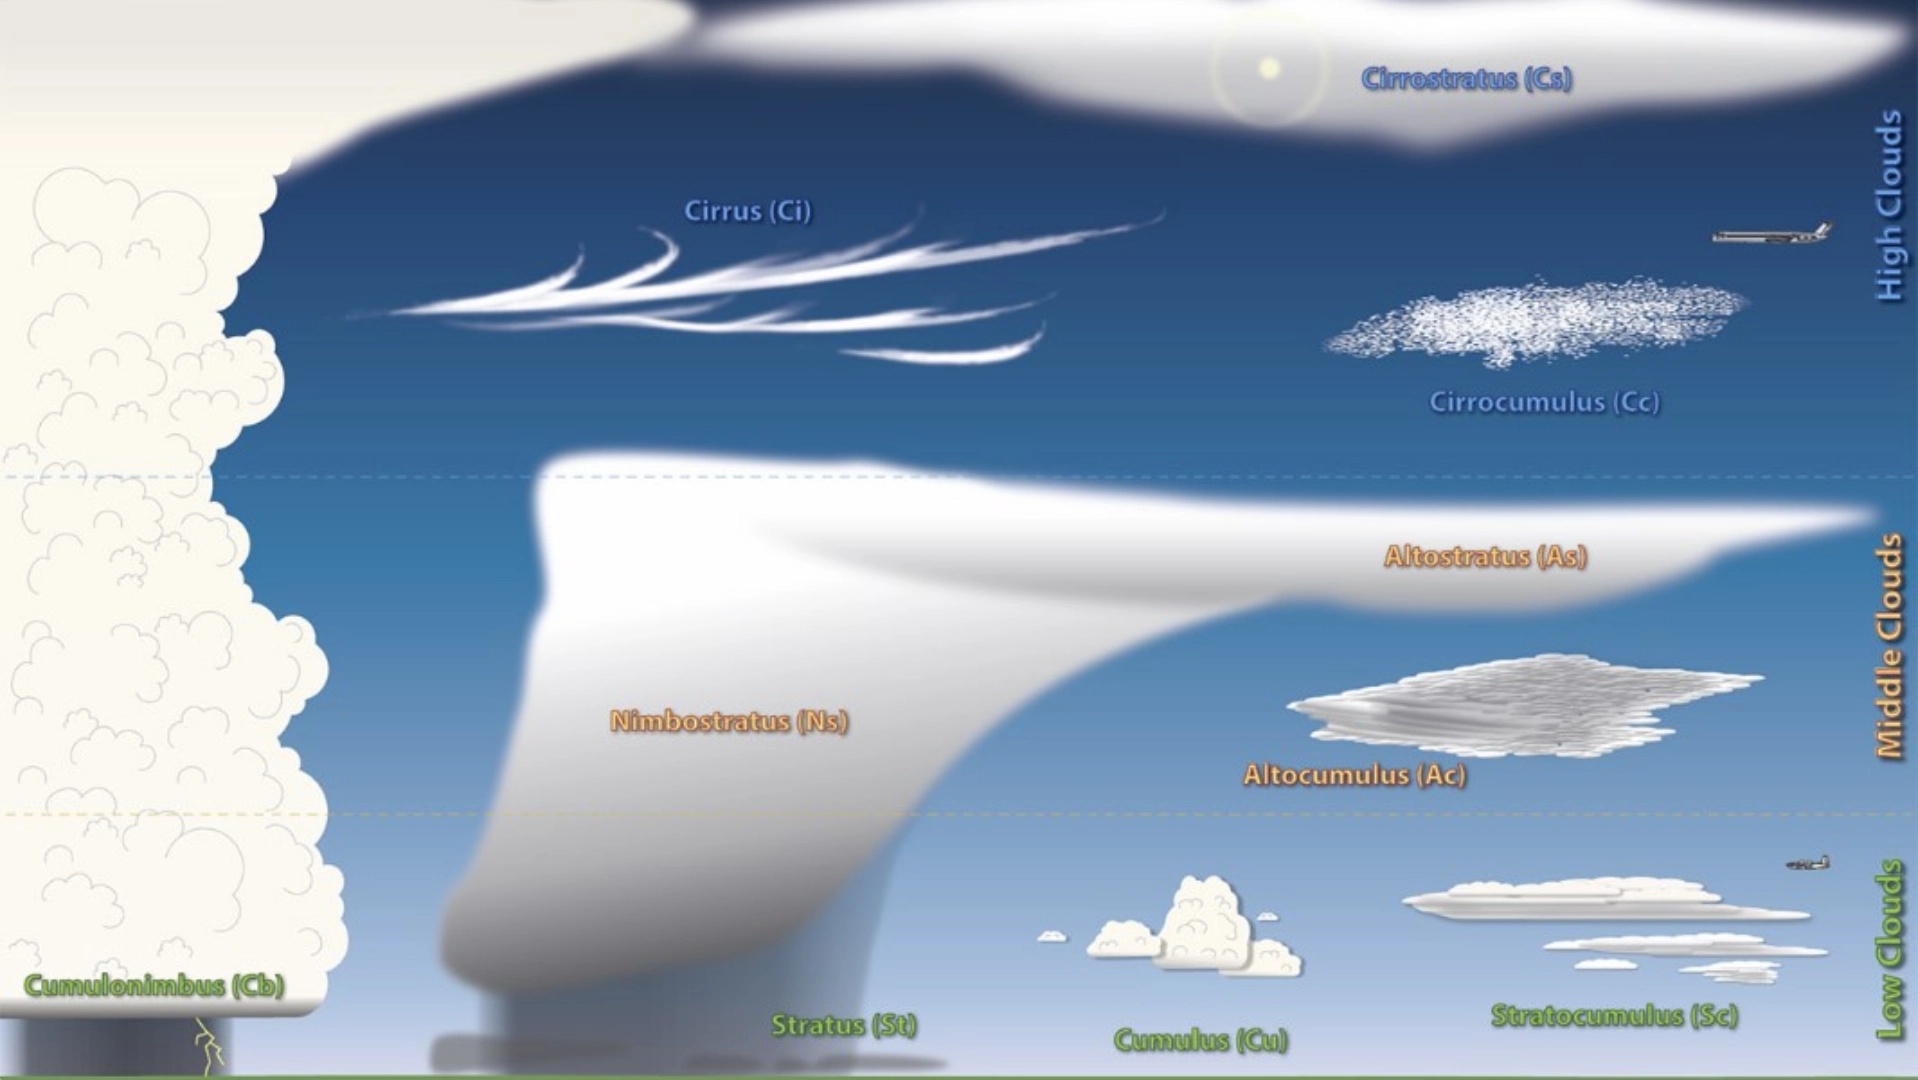 Cirrostratus (Cs)
High Clouds
Cirrus (Ci)
Cirrocumulus (Cc)
Altostratus (As)
Middle Clouds
Nimbostratus (Ns)
Altocumulus (Ac)
Low Clouds
Cumulonimbus (Cb)
Stratus (St)
Cumulus (Cu)
Stratocumulus (Sc)